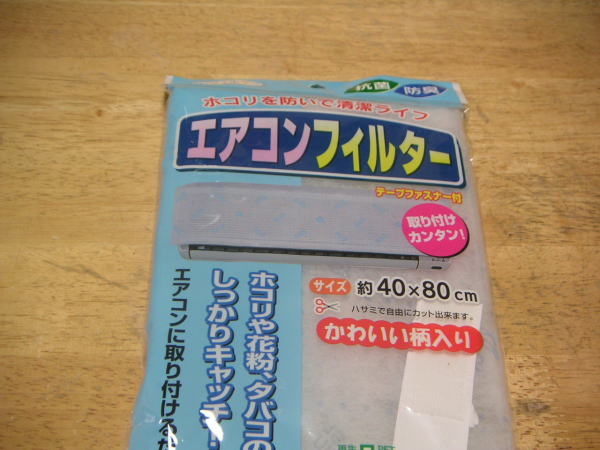 抗菌
防臭
ホコリを防いで清潔ライフ
エアコンフィルター
テープファスナー付
取り付け
カンタン!
サイズ 約40×80cm
ハサミで自由にカット出来ます。
かわいい柄入り
ホコリや花粉、タバコの
しっかりキャッチ!
エアコンに取り付けるだ
再生
PET